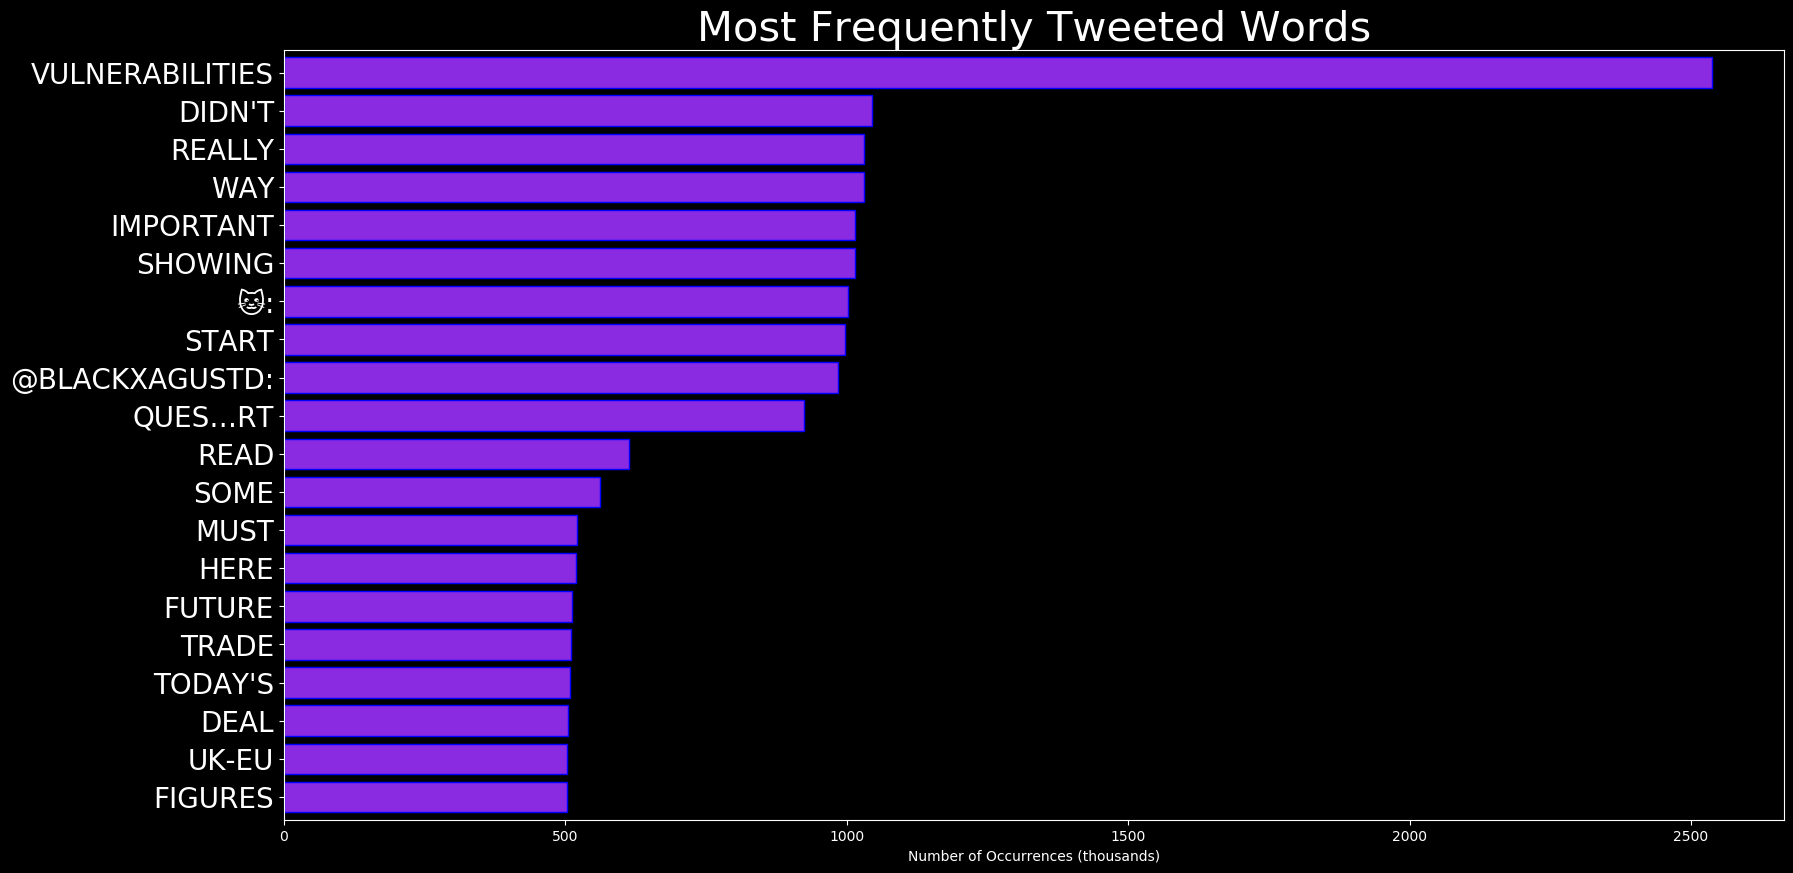 Most Frequently Tweeted Words
VULNERABILITIES
DIDN'T
REALLY
WAY
IMPORTANT
SHOWING
🐱:
START
@BLACKXAGUSTD:
QUES…RT
READ
SOME
MUST
HERE
FUTURE
TRADE
TODAY'S
DEAL
UK-EU
FIGURES
0 500 1000 1500 2000 2500
Number of Occurrences (thousands)